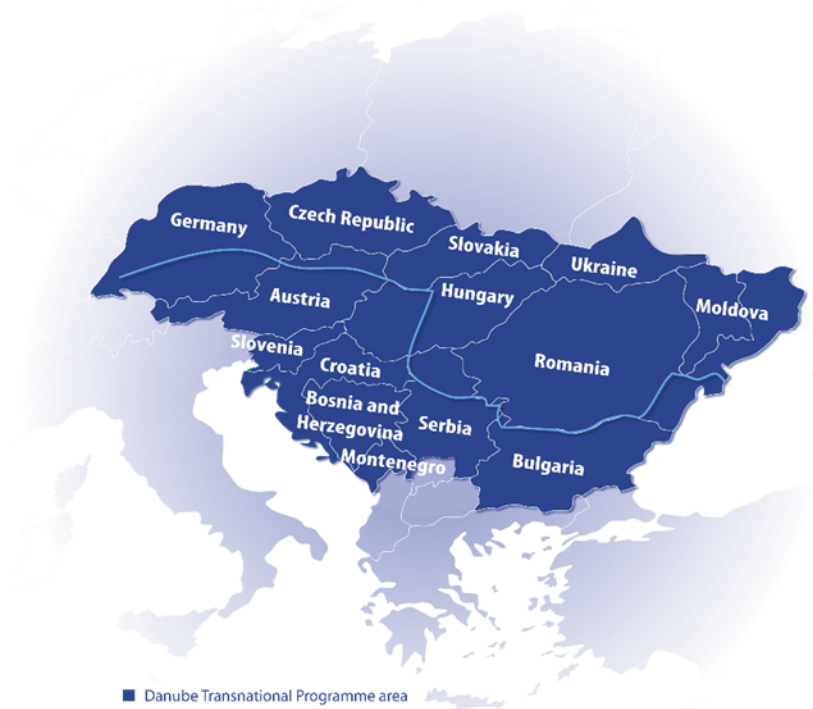 Czech Republic
Germany
Slovakia
Ukraine
Austria
Hungary
Moldova
Slovenia
Croatia
Romania
Bosnia and
Herzegovina
Serbia
Montenegro
Bulgaria
Danube Transnational Programme area